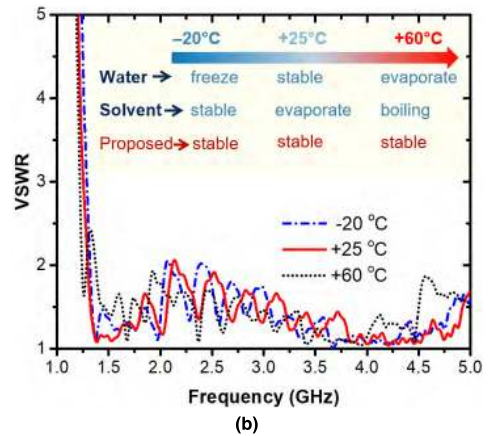 5
–20°C +25°C +60°C
Water → freeze stable evaporate
4
Solvent → stable evaporate boiling
Proposed → stable stable stable
3
VSWR
-20 °C
+25 °C
2
+60 °C
1
1.0 1.5 2.0 2.5 3.0 3.5 4.0 4.5 5.0
Frequency (GHz)
(b)